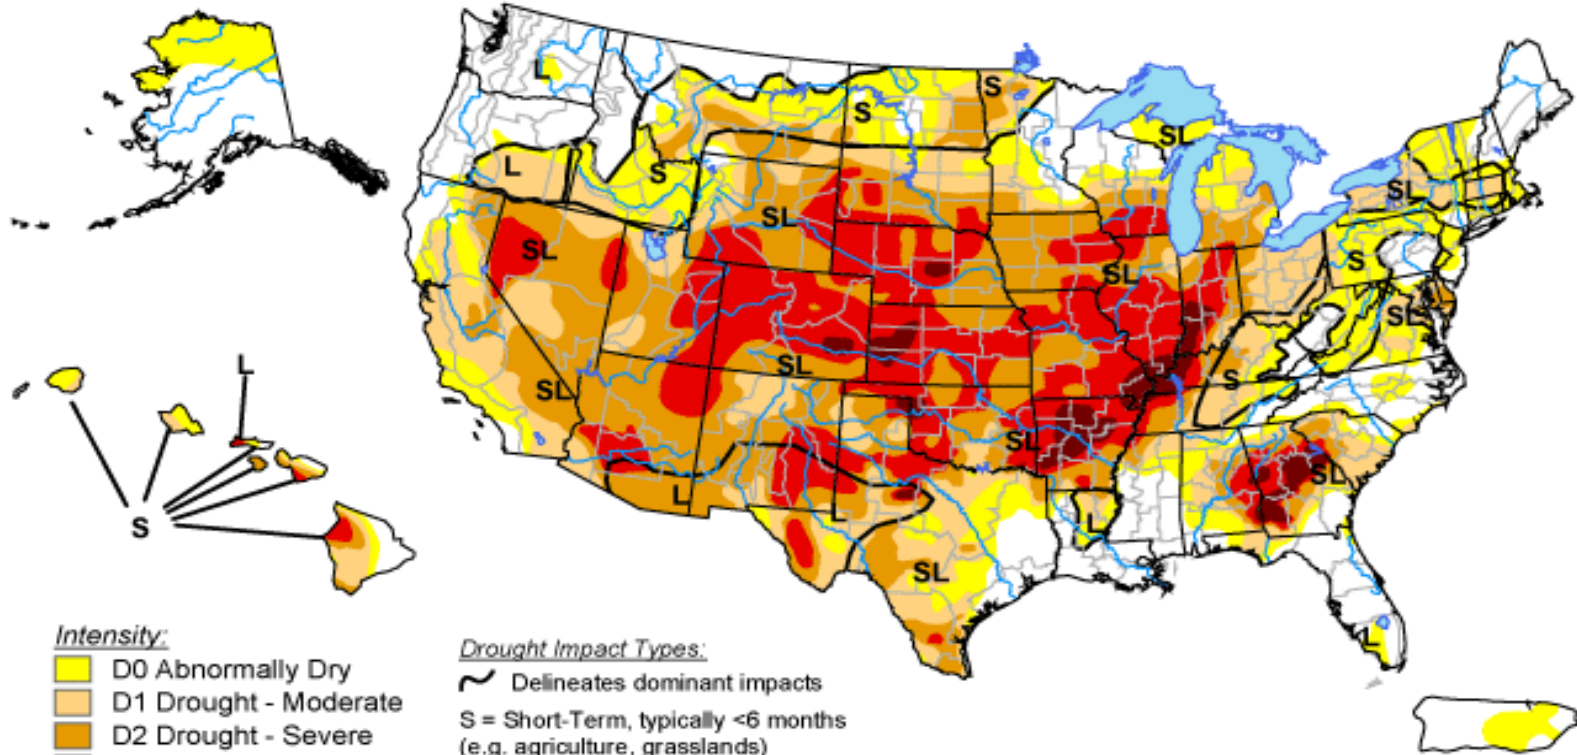 L
S
S
SL
L
S
SL
SL
SL
SL
S
SL
SL
SL
S
L
SL
SL
L
L
L
SL
L
S
SL
L
Intensity:
D0 Abnormally Dry
D1 Drought - Moderate
D2 Drought - Severe
Drought Impact Types:
Delineates dominant impacts
S = Short-Term, typically <6 months
(e.g. agriculture, grasslands)